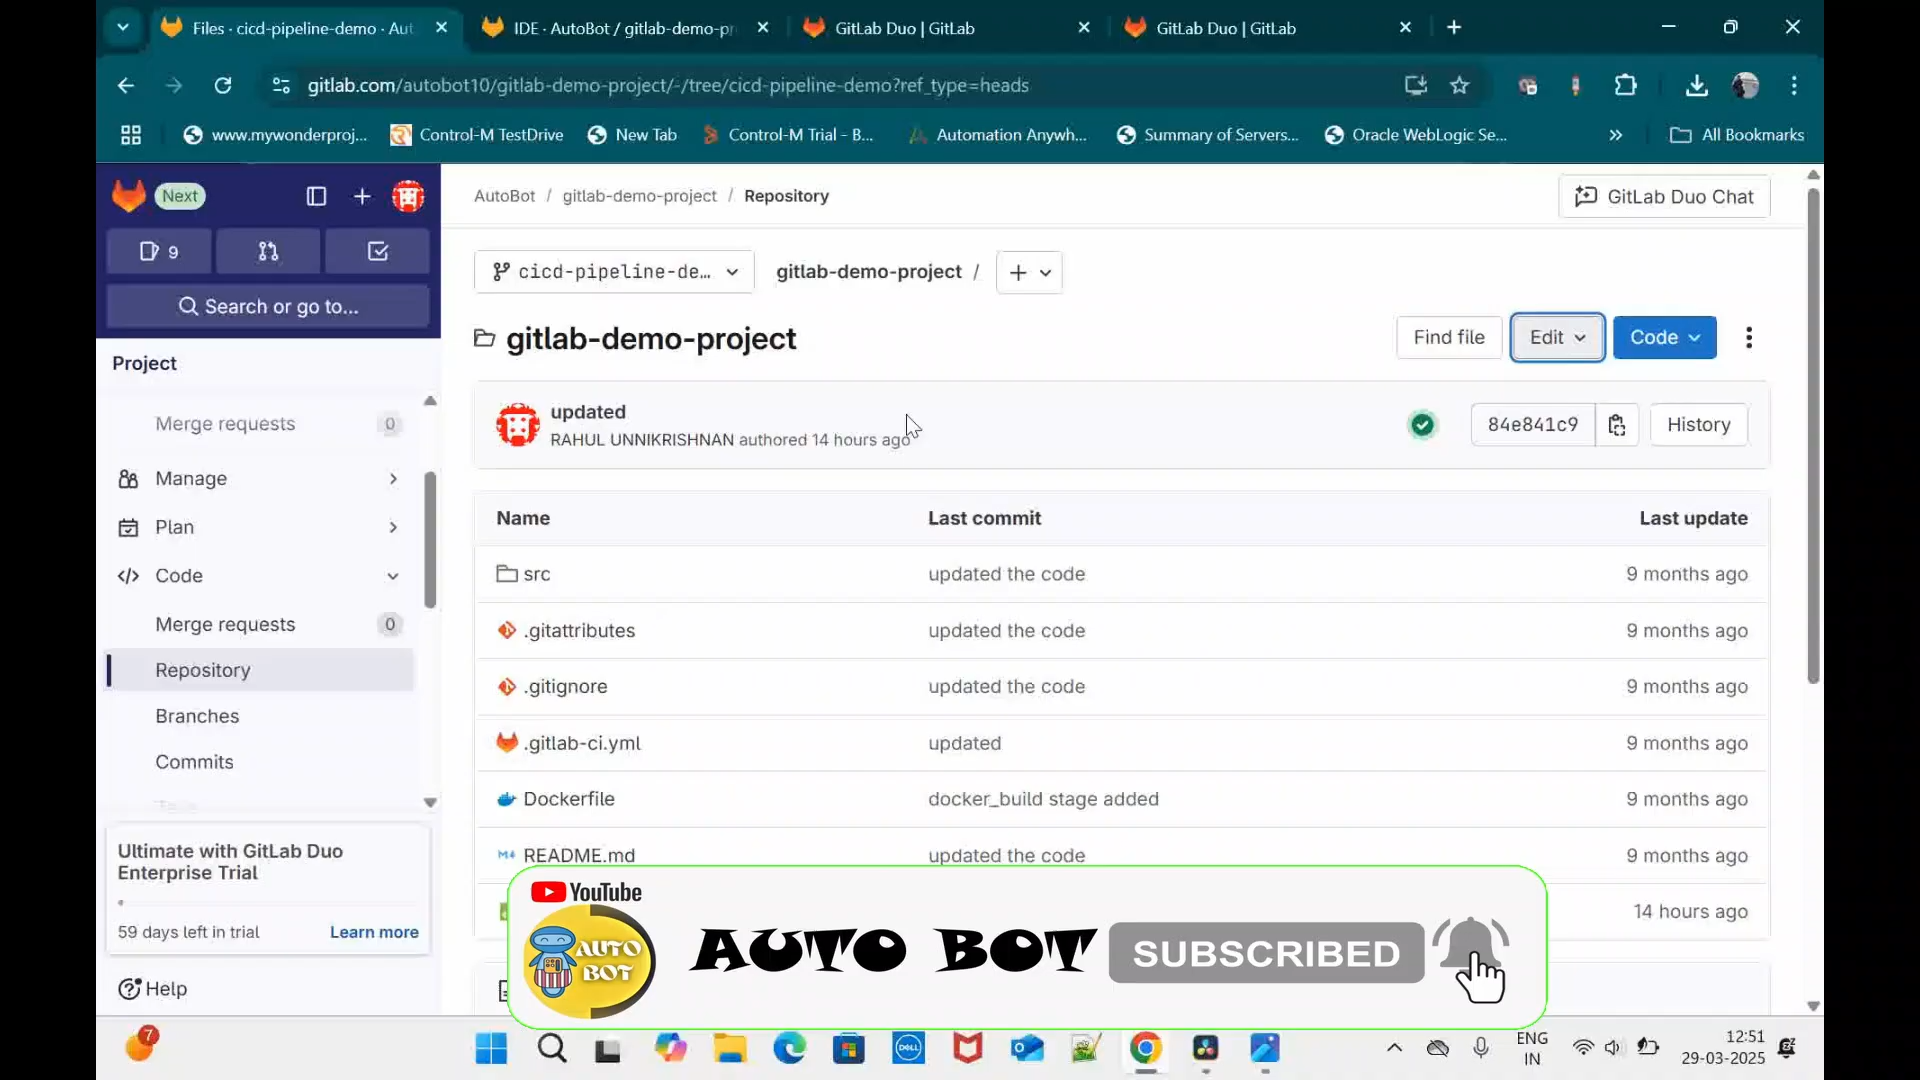 Files · cicd-pipeline-demo · Aut
IDE · AutoBot / gitlab-demo-pr
GitLab Duo | GitLab
GitLab Duo | GitLab
gitlab.com/autobot10/gitlab-demo-project/-/tree/cicd-pipeline-demo?ref_type=heads
www.mywonderproj...
Control-M TestDrive
New Tab
Control-M Trial - B...
Automation Anywh...
Summary of Servers...
Oracle WebLogic Se...
»
All Bookmarks
Next
9
Search or go to...
Project
Merge requests 0
Manage
Plan
Code
Merge requests 0
Repository
Branches
Commits
Ultimate with GitLab Duo
Enterprise Trial
59 days left in trial
Learn more
Help
AutoBot / gitlab-demo-project / Repository
GitLab Duo Chat
cicd-pipeline-de...
gitlab-demo-project /
gitlab-demo-project
Find file
Edit
Code
updated
RAHUL UNNIKRISHNAN authored 14 hours ago
84e841c9
History
Name Last commit Last update
src updated the code 9 months ago
.gitattributes updated the code 9 months ago
.gitignore updated the code 9 months ago
.gitlab-ci.yml updated 9 months ago
Dockerfile docker_build stage added 9 months ago
README.md updated the code 9 months ago
14 hours ago
YouTube
AUTO
BOT
AUTO BOT
SUBSCRIBED
7
DELL
ENG
IN
12:51
29-03-2025